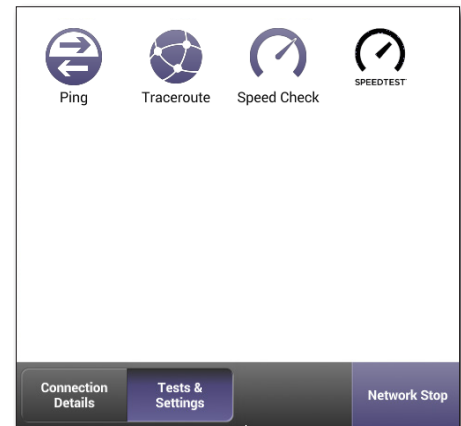 Ping
Traceroute
Speed Check
SPEEDTEST
Connection
Details
Tests &
Settings
Network Stop